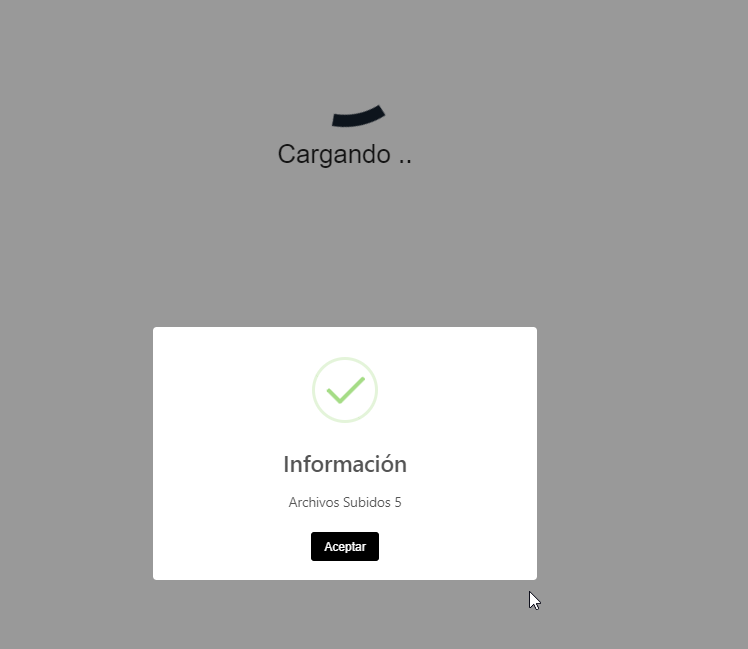 Cargando ..
Información
Archivos Subidos 5
Aceptar